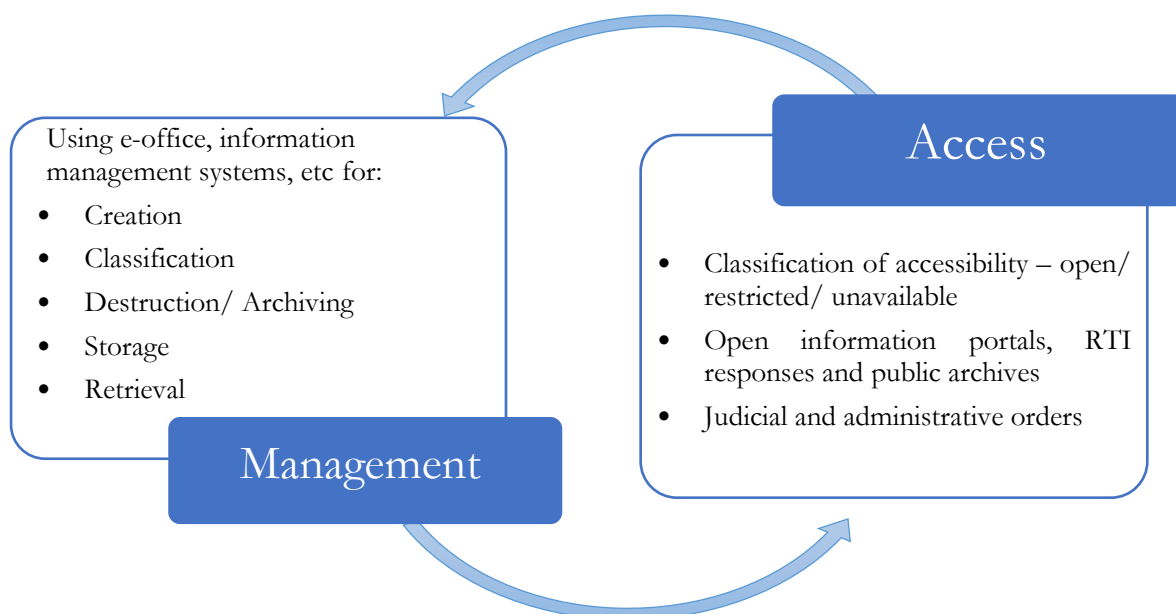 Using e-office, information
management systems, etc for:
• Creation
• Classification
• Destruction/ Archiving
• Storage
• Retrieval
Management
Access
• Classification of accessibility – open/
restricted/ unavailable
• Open information portals, RTI
responses and public archives
• Judicial and administrative orders